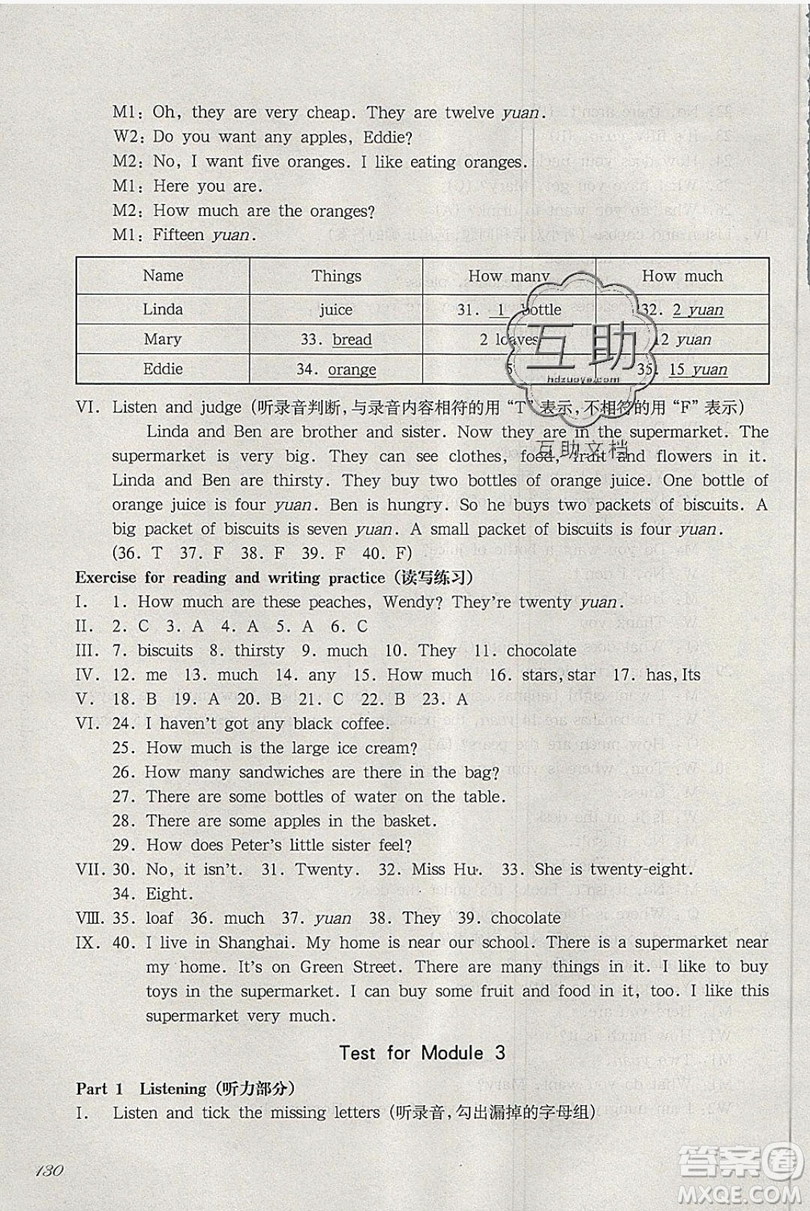 M1: Oh, they are very cheap. They are twelve yuan.
W2: Do you want any apples, Eddie?
M2: No, I want five oranges. I like eating oranges.
M1: Here you are.
M2: How much are the oranges?
M1: Fifteen yuan.
Name Things How many How much
Linda juice 31. 1 bottle 32. 2 yuan
Mary 33. bread 2 loaves 12 yuan
Eddie 34. orange 5 35. 15 yuan
VI. Listen and judge (听录音判断,与录音内容相符的用“T”表示,不相符的用“F”表示)
Linda and Ben are brother and sister. Now they are in the supermarket. The
supermarket is very big. They can see clothes, food, fruit and flowers in it.
Linda and Ben are thirsty. They buy two bottles of orange juice. One bottle of
orange juice is four yuan. Ben is hungry. So he buys two packets of biscuits. A
big packet of biscuits is seven yuan. A small packet of biscuits is four yuan.
(36. T 37. F 38. F 39. F 40. F)
Exercise for reading and writing practice (读写练习)
I. 1. How much are these peaches, Wendy? They're twenty yuan.
II. 2. C 3. A 4. A 5. A 6. C
III. 7. biscuits 8. thirsty 9. much 10. They 11. chocolate
IV. 12. me 13. much 14. any 15. How much 16. stars,star 17. has,Its
V. 18. B 19. A 20. B 21. C 22. B 23. A
VI. 24. I haven't got any black coffee.
25. How much is the large ice cream?
26. How many sandwiches are there in the bag?
27. There are some bottles of water on the table.
28. There are some apples in the basket.
29. How does Peter's little sister feel?
VII. 30. No, it isn't. 31. Twenty. 32. Miss Hu. 33. She is twenty-eight.
34. Eight.
VIII. 35. loaf 36. much 37. yuan 38. They 39. chocolate
IX. 40. I live in Shanghai. My home is near our school. There is a supermarket near
my home. It's on Green Street. There are many things in it. I like to buy
toys in the supermarket. I can buy some fruit and food in it, too. I like this
supermarket very much.
Test for Module 3
Part 1 Listening (听力部分)
I. Listen and tick the missing letters (听录音,勾出漏掉的字母组)
130
互助
hdzuoye.com
互助文档
答案圈
MXQE.COM